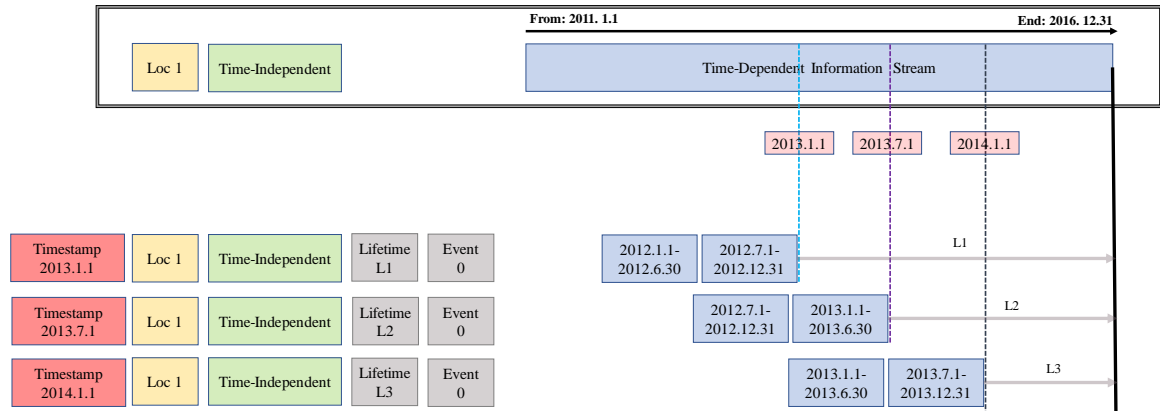 From: 2011. 1.1
End: 2016. 12.31
Loc 1
Time-Independent
Time-Dependent Information Stream
2013.1.1
2013.7.1
2014.1.1
Timestamp
2013.1.1
Loc 1
Time-Independent
Lifetime
L1
Event
0
2012.1.1-
2012.6.30
2012.7.1-
2012.12.31
L1
Timestamp
2013.7.1
Loc 1
Time-Independent
Lifetime
L2
Event
0
2012.7.1-
2012.12.31
2013.1.1-
2013.6.30
L2
Timestamp
2014.1.1
Loc 1
Time-Independent
Lifetime
L3
Event
0
2013.1.1-
2013.6.30
2013.7.1-
2013.12.31
L3